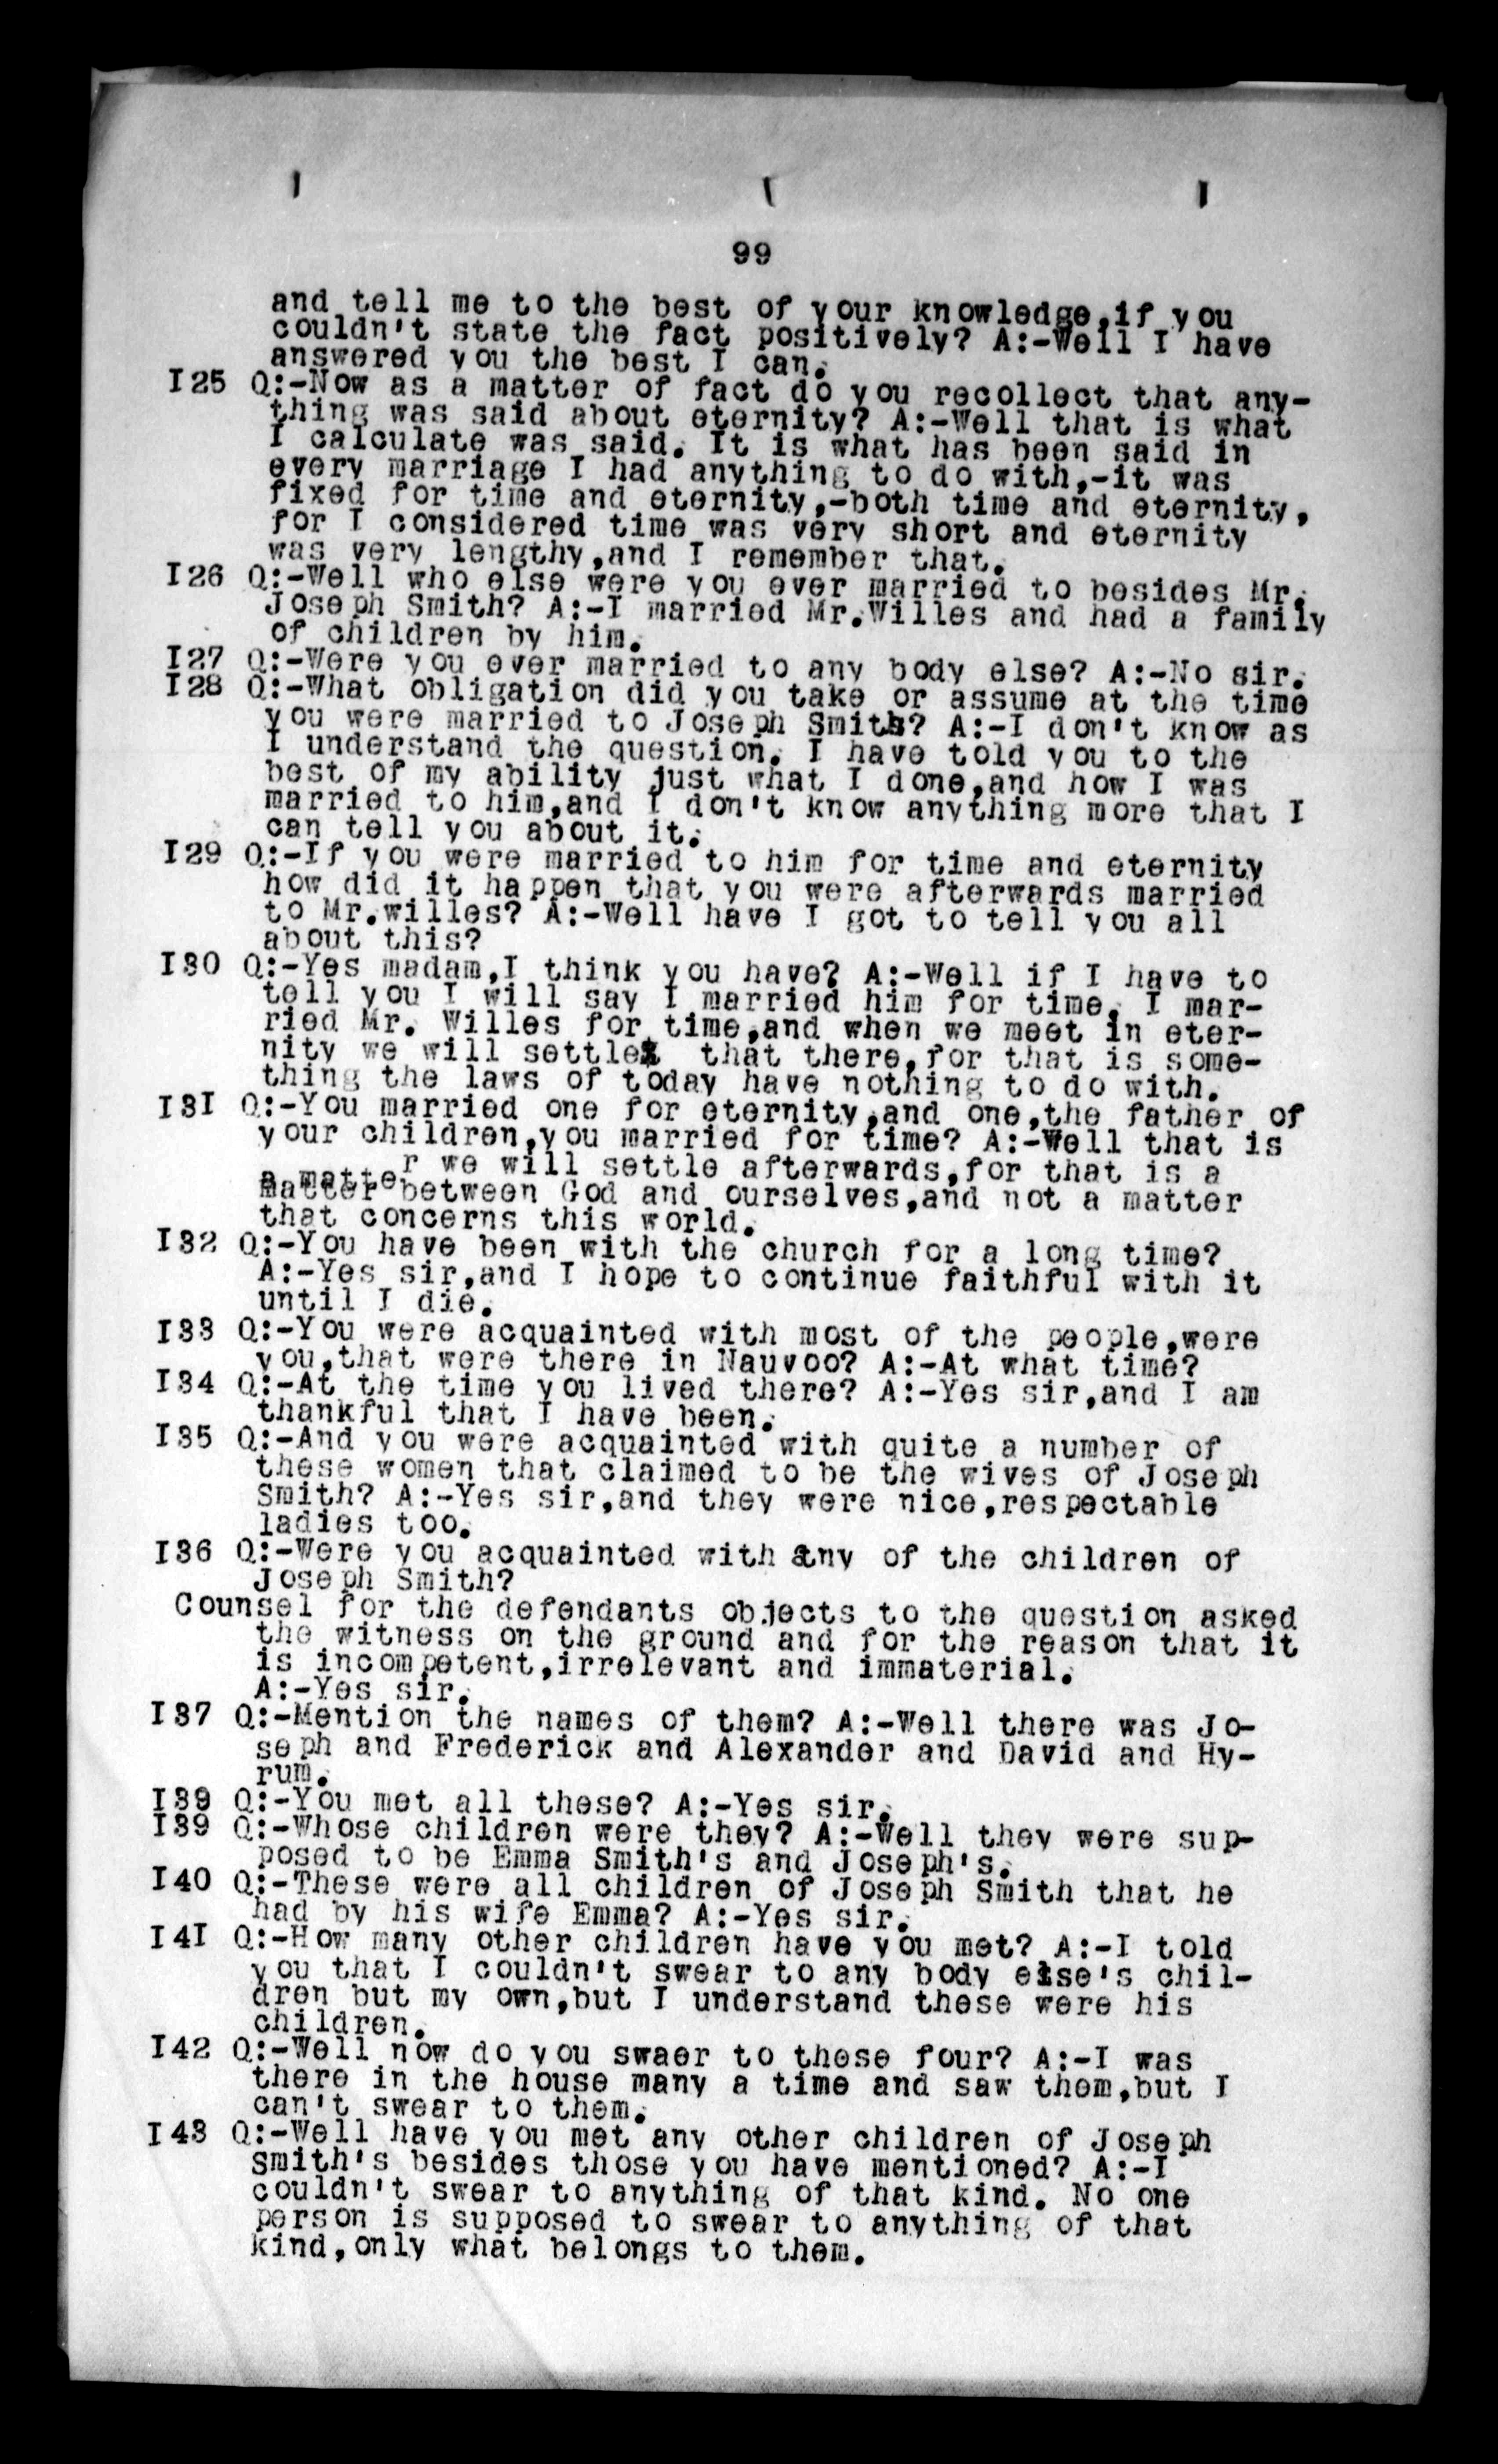 99
and tell me to the best of your knowledge,if you
couldn't state the fact positively? A:-Well I have
answered you the best I can.
I25 Q:-Now as a matter of fact do you recollect that any-
thing was said about eternity? A:-Well that is what
I calculate was said. It is what has been said in
every marriage I had anything to do with,-it was
fixed for time and eternity,-both time and eternity,
for I considered time was very short and eternity
was very lengthy,and I remember that.
I26 Q:-Well who else were you ever married to besides Mr.
Joseph Smith? A:-I married Mr.Willes and had a family
of children by him.
I27 Q:-Were you ever married to any body else? A:-No sir.
I28 Q:-What obligation did you take or assume at the time
you were married to Joseph Smith? A:-I don't know as
I understand the question. I have told you to the
best of my ability just what I done,and how I was
married to him,and I don't know anything more that I
can tell you about it.
I29 Q:-If you were married to him for time and eternity
how did it happen that you were afterwards married
to Mr.willes? A:-Well have I got to tell you all
about this?
I30 Q:-Yes madam,I think you have? A:-Well if I have to
tell you I will say I married him for time. I mar-
ried Mr. Willes for time,and when we meet in eter-
nity we will settle that there,for that is some-
thing the laws of today have nothing to do with.
I3I Q:-You married one for eternity,and one,the father of
your children,you married for time? A:-Well that is
a matter we will settle afterwards,for that is a
matter between God and ourselves,and not a matter
that concerns this world.
I32 Q:-You have been with the church for a long time?
A:-Yes sir,and I hope to continue faithful with it
until I die.
I33 Q:-You were acquainted with most of the people,were
you,that were there in Nauvoo? A:-At what time?
I34 Q:-At the time you lived there? A:-Yes sir,and I am
thankful that I have been.
I35 Q:-And you were acquainted with quite a number of
these women that claimed to be the wives of Joseph
Smith? A:-Yes sir,and they were nice,respectable
ladies too.
I36 Q:-Were you acquainted with any of the children of
Joseph Smith?
Counsel for the defendants objects to the question asked
the witness on the ground and for the reason that it
is incompetent,irrelevant and immaterial.
A:-Yes sir.
I37 Q:-Mention the names of them? A:-Well there was Jo-
seph and Frederick and Alexander and David and Hy-
rum.
I39 Q:-You met all these? A:-Yes sir.
I39 Q:-Whose children were they? A:-Well they were sup-
posed to be Emma Smith's and Joseph's.
I40 Q:-These were all children of Joseph Smith that he
had by his wife Emma? A:-Yes sir.
I4I Q:-How many other children have you met? A:-I told
you that I couldn't swear to any body else's chil-
dren but my own,but I understand these were his
children.
I42 Q:-Well now do you swaer to these four? A:-I was
there in the house many a time and saw them,but I
can't swear to them.
I43 Q:-Well have you met any other children of Joseph
Smith's besides those you have mentioned? A:-I
couldn't swear to anything of that kind. No one
person is supposed to swear to anything of that
kind,only what belongs to them.